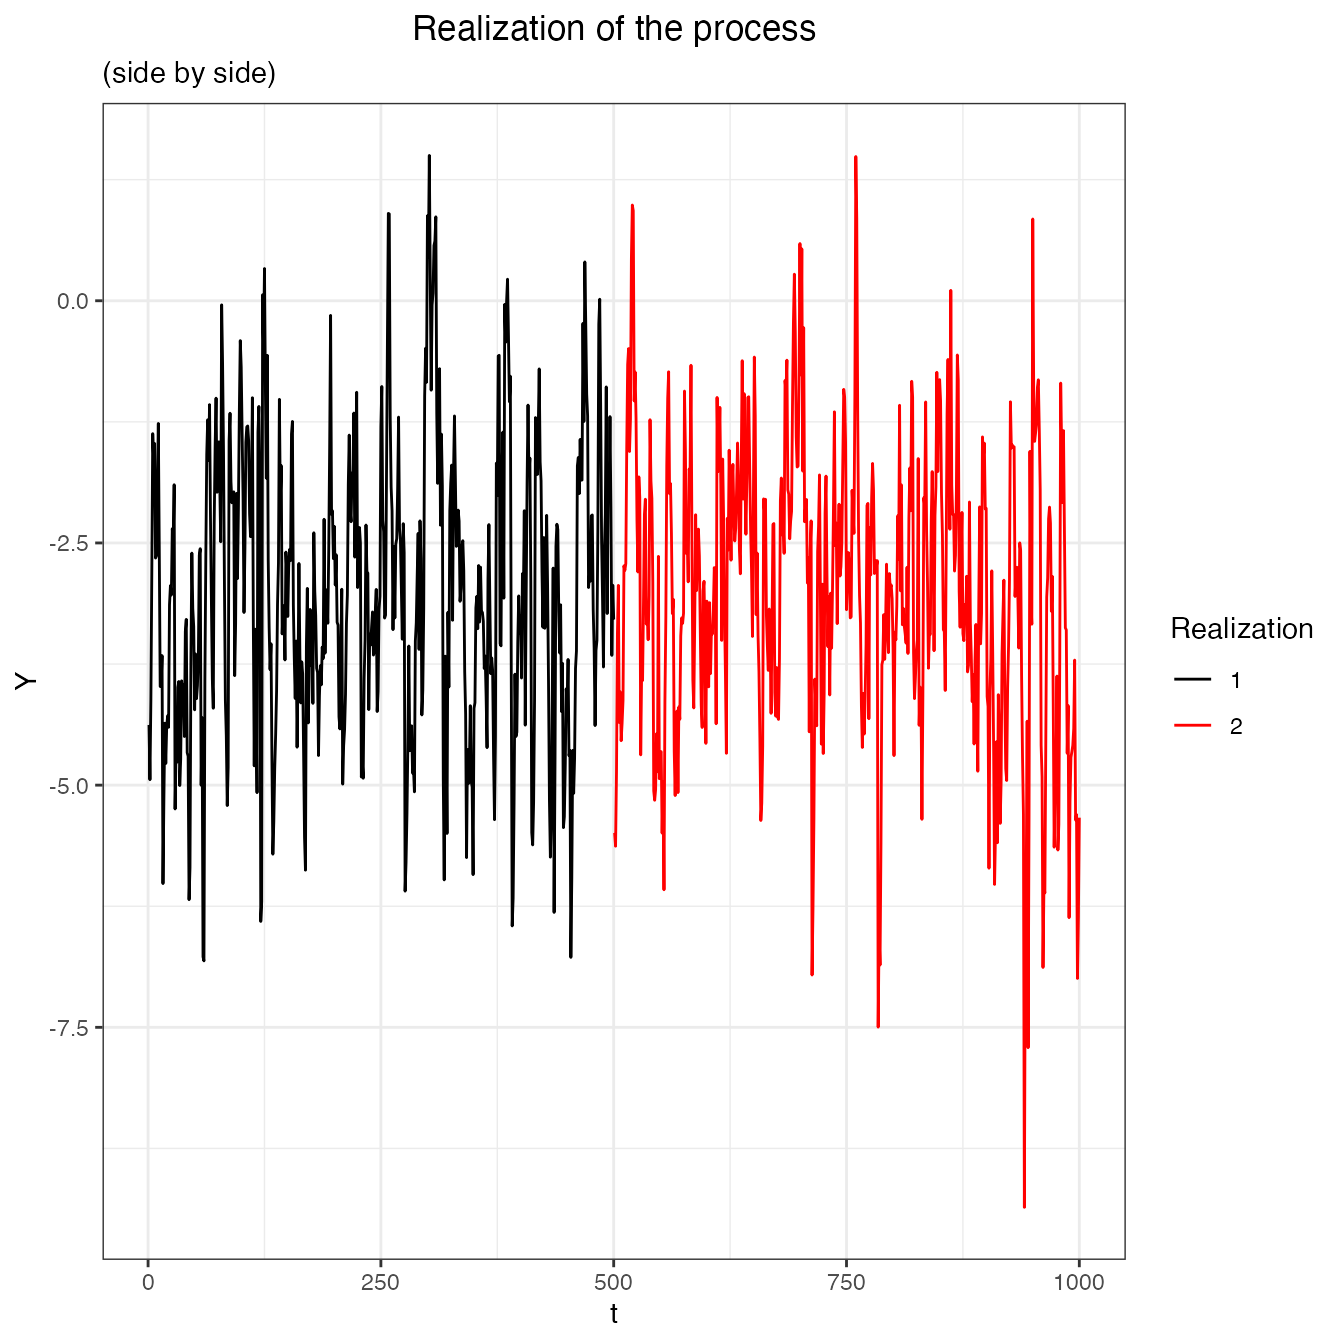 Realization of the process
(side by side)
0.0
-2.5
-5.0
-7.5
Y
0
250
500
750
1000
t
Realization
1
2